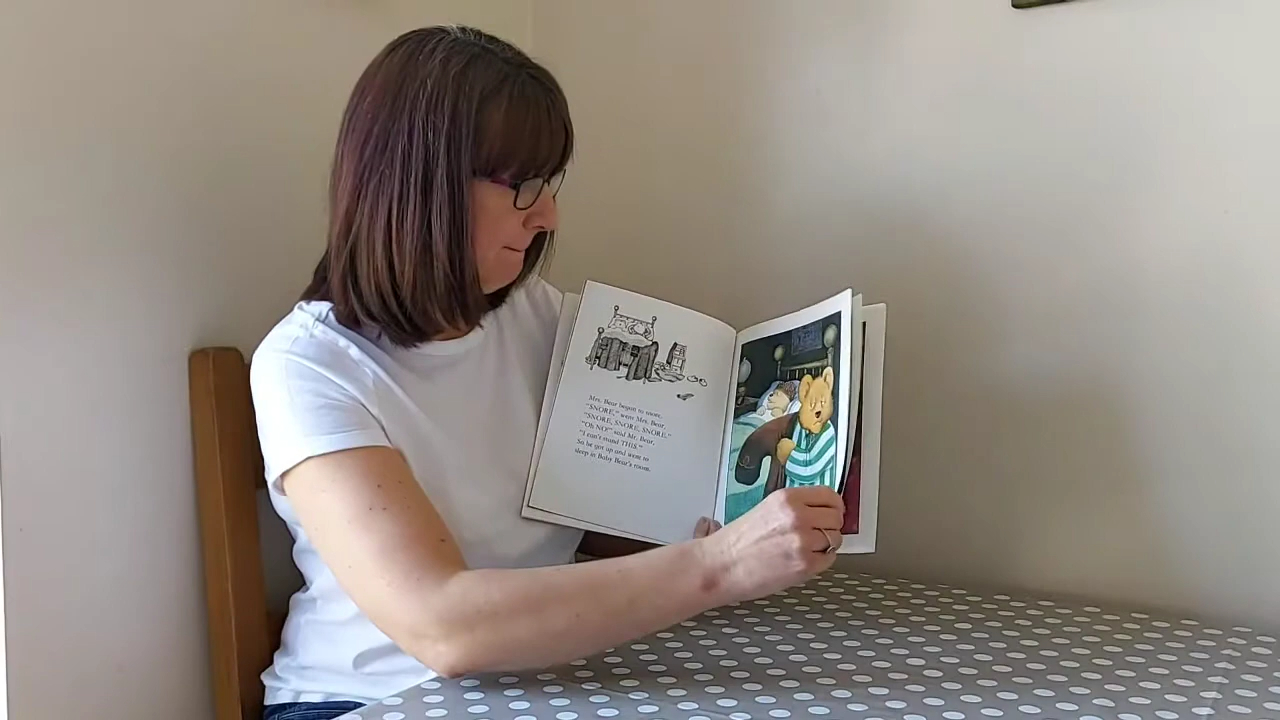 Mrs. Bear began to snore.
"SNORE," went Mrs. Bear,
"SNORE, SNORE, SNORE."
"Oh NO!" said Mr. Bear,
"I can't stand THIS."
So he got up and went to
sleep in Baby Bear's room.